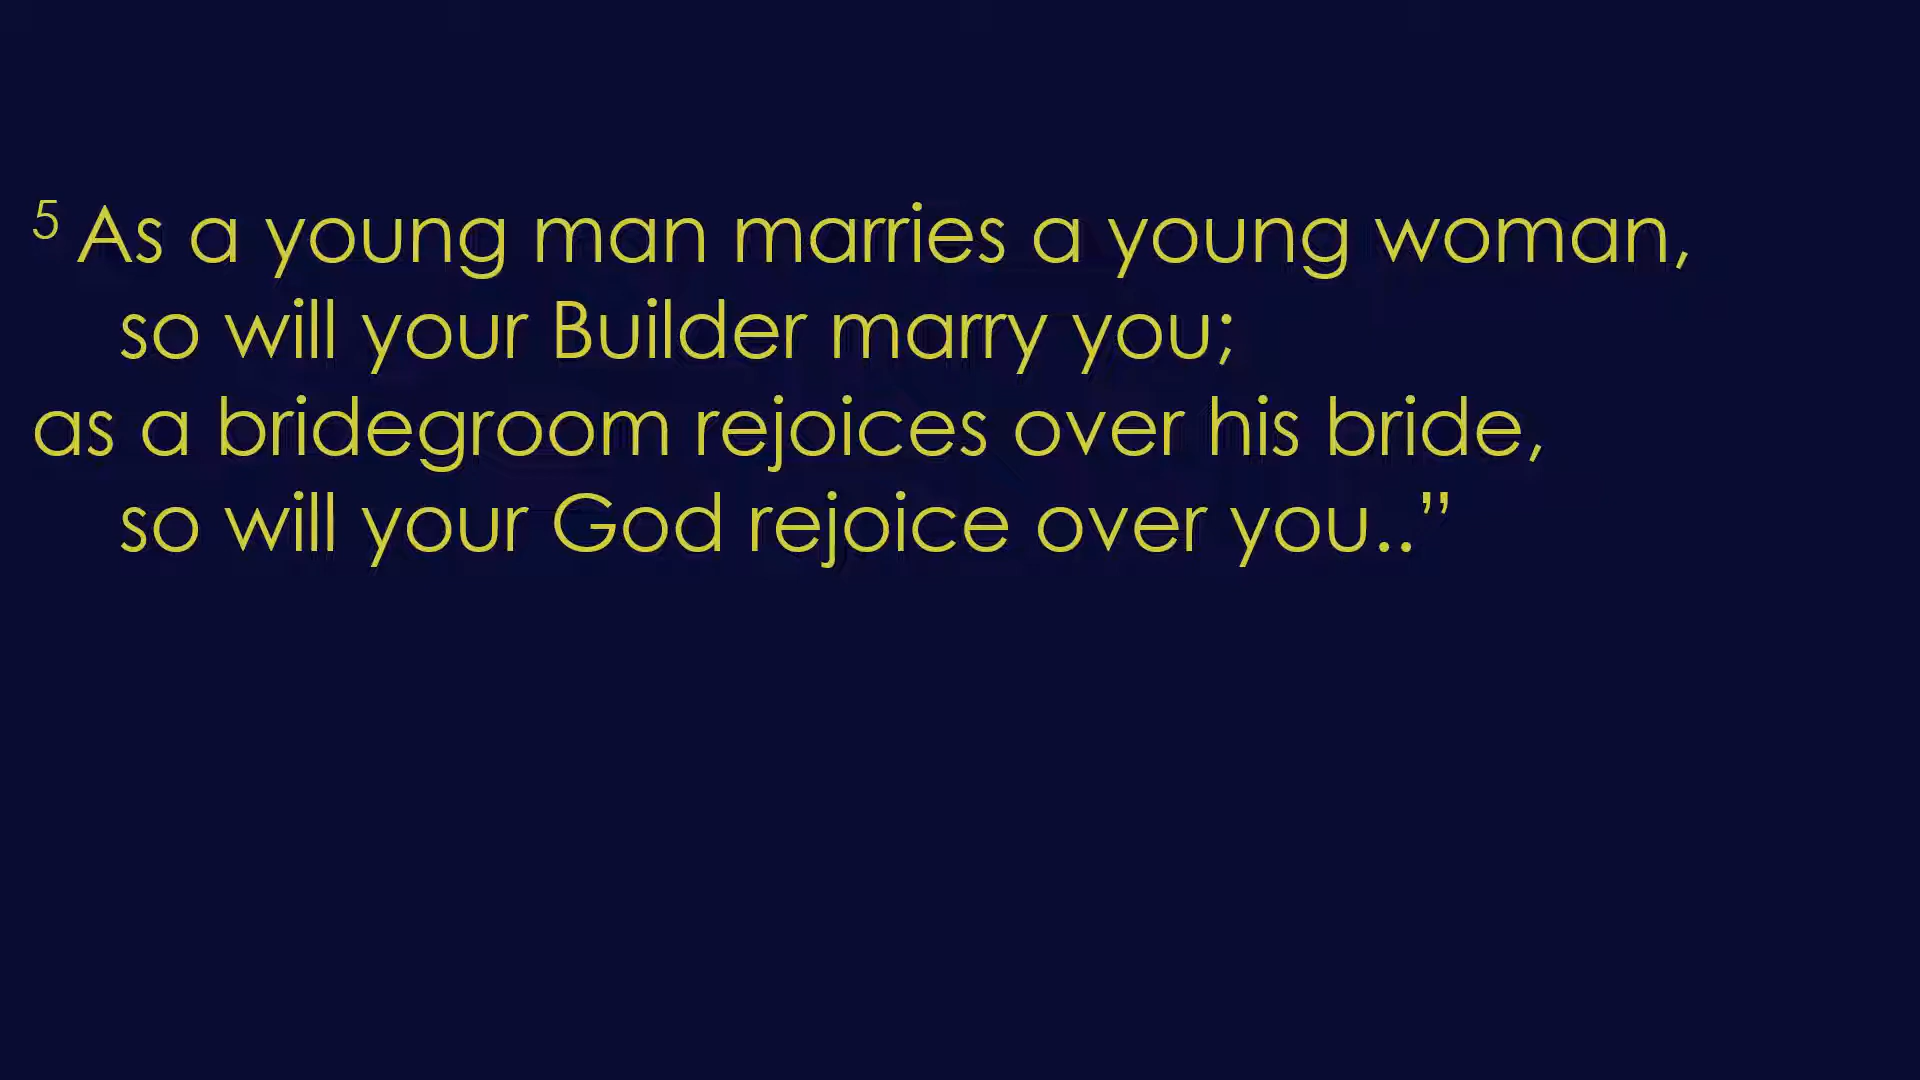 5 As a young man marries a young woman,
so will your Builder marry you;
as a bridegroom rejoices over his bride,
so will your God rejoice over you..”